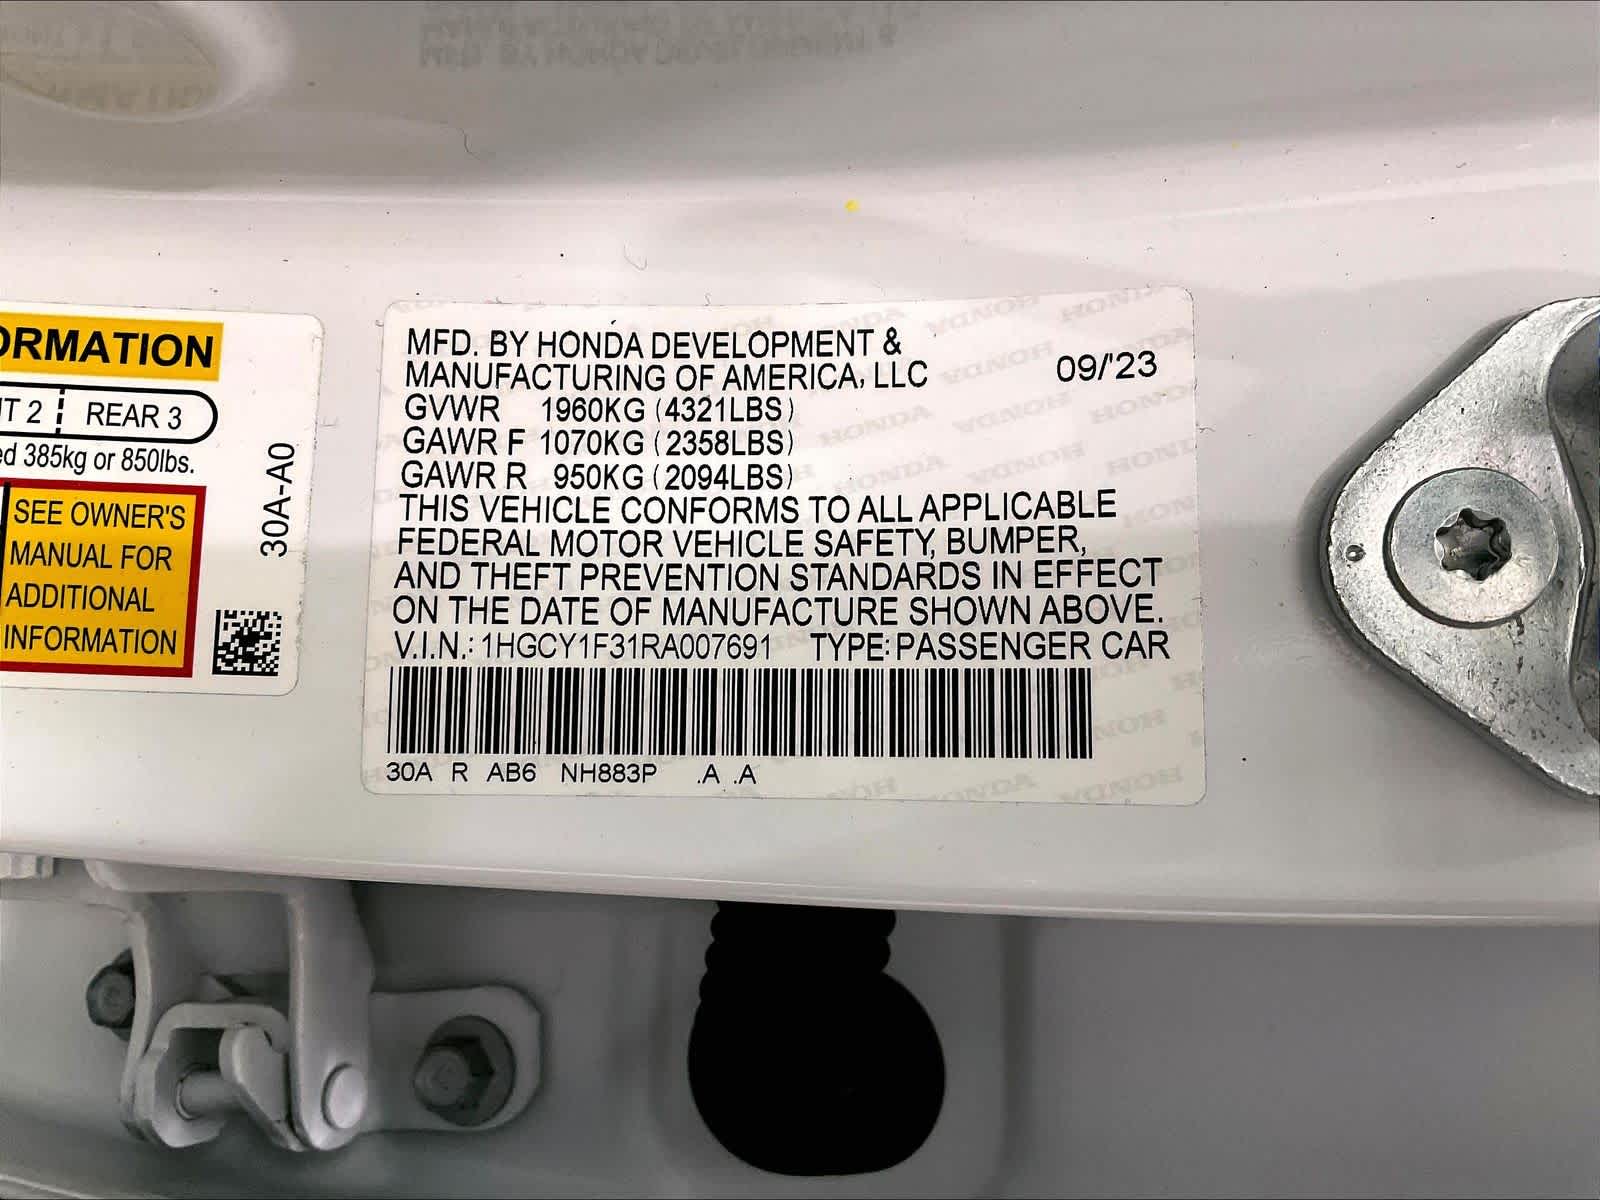 ORMATION
T 2 REAR 3
ed 385kg or 850lbs.
SEE OWNER'S
MANUAL FOR
ADDITIONAL
INFORMATION
30A-A0
MFD. BY HONDA DEVELOPMENT &
MANUFACTURING OF AMERICA, LLC
09/'23
GVWR 1960KG (4321LBS)
GAWR F 1070KG (2358LBS)
GAWR R 950KG (2094LBS)
THIS VEHICLE CONFORMS TO ALL APPLICABLE
FEDERAL MOTOR VEHICLE SAFETY, BUMPER,
AND THEFT PREVENTION STANDARDS IN EFFECT
ON THE DATE OF MANUFACTURE SHOWN ABOVE.
V.I.N.: 1HGCY1F31RA007691 TYPE: PASSENGER CAR
30A R AB6 NH883P .A .A